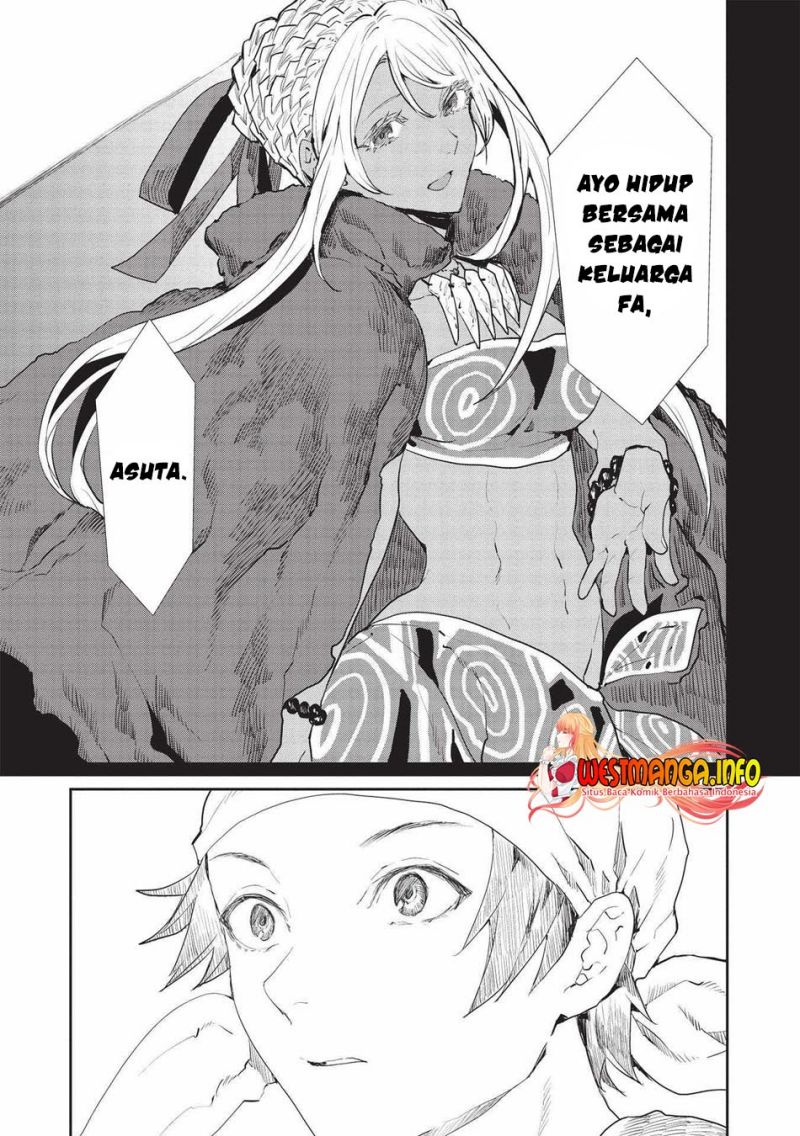 AYO HIDUP
BERSAMA
SEBAGAI
KELUARGA
FA,
ASUTA.
WESTMANGA.INFO
Situs Baca Komik Berbahasa Indonesia